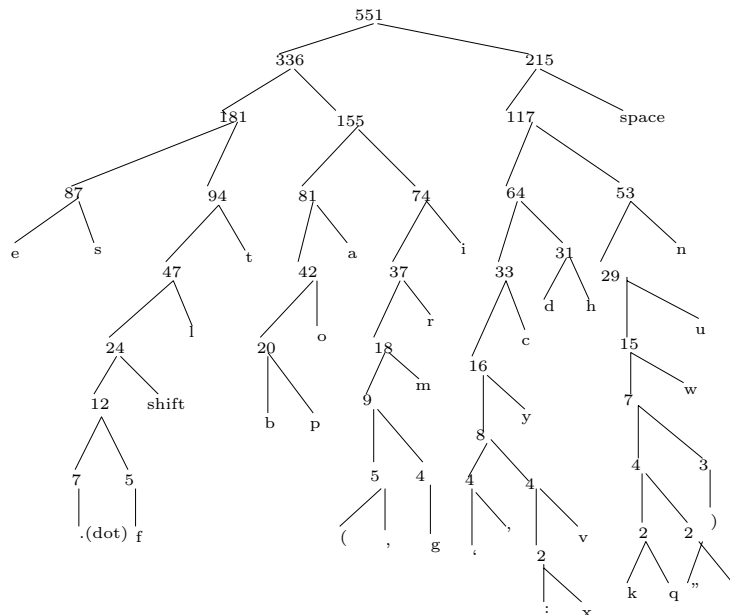 551
336 215
181 155 117 space
87 94 81 74 64 53
e s t a i 31 n
47 42 37 33 29
d h
l o r c u
24 20 18 16 15
12 shift 9 m y 7 w
b p
8
7 5 5 4 4 4 4 3
.(dot) f ( , g ‘ ’ v 2 2 )
2
k q ”
: x